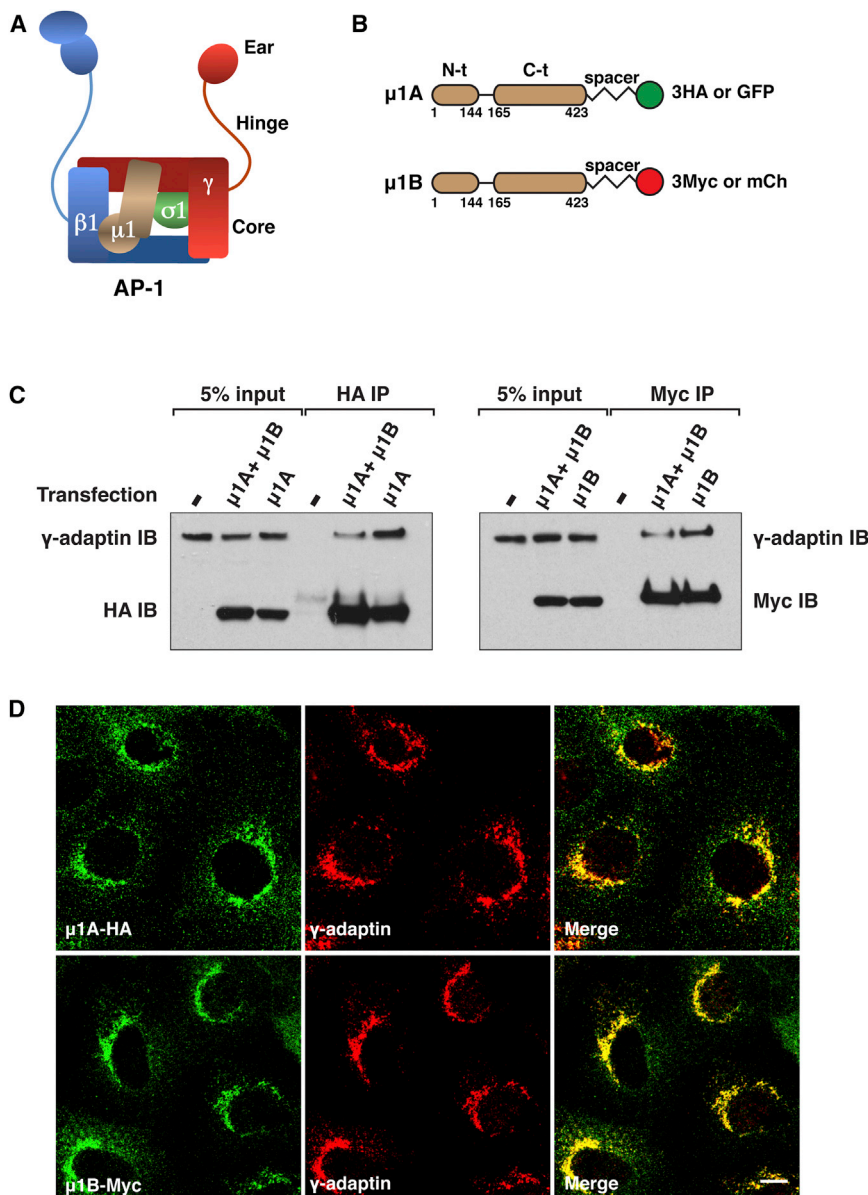 A
Ear
Hinge
γ
β1
μ1
σ1
Core
AP-1
B
N-t
C-t
spacer
μ1A
3HA or GFP
1
144
165
423
spacer
μ1B
3Myc or mCh
1
144
165
423
C
5% input
HA IP
5% input
Myc IP
Transfection
-
μ1A+ μ1B
μ1A
-
μ1A+ μ1B
μ1A
-
μ1A+ μ1B
μ1B
-
μ1A+ μ1B
μ1B
γ-adaptin IB
γ-adaptin IB
HA IB
Myc IB
D
μ1A-HA
γ-adaptin
Merge
μ1B-Myc
γ-adaptin
Merge